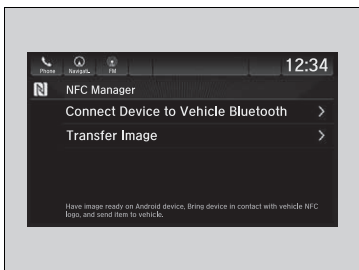 Phone
Navigati..
FM
12:34
NFC Manager
Connect Device to Vehicle Bluetooth
Transfer Image
Have image ready on Android device, Bring device in contact with vehicle NFC
logo, and send item to vehicle.